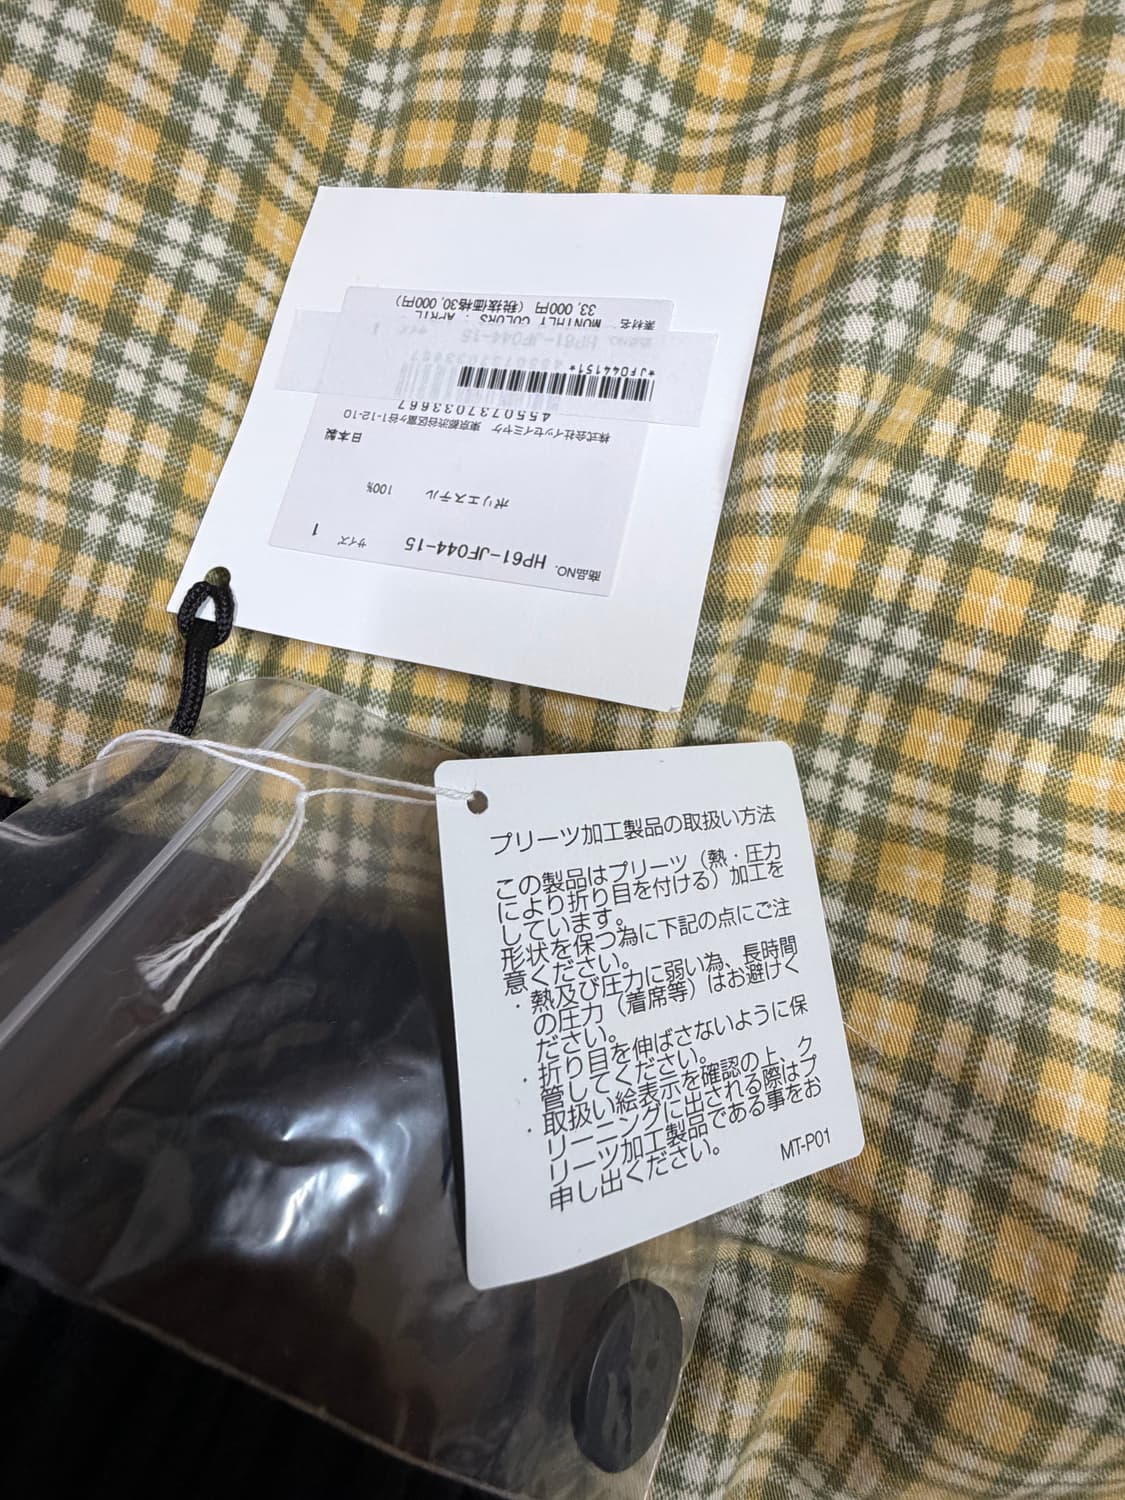 商品NO. HP61-JF044-15 サイズ 1
ポリエステル 100%
日本製
株式会社イッセイミヤケ 東京都渋谷区富ヶ谷1-12-10
4550737033667
*JF044151*
HP61-JF044-15 サイズ 1
素材名 MONTHLY COLORS : APRIL
33,000円 (税抜価格30,000円)
プリーツ加工製品の取扱い方法
この製品はプリーツ（熱・圧力
により折り目を付ける）加工を
しています。
形状を保つ為に下記の点にご注
意ください。
・熱及び圧力に弱い為、長時間
の圧力（着席等）はお避けく
ださい。
・折り目を伸ばさないように保
管してください。
・取扱い絵表示を確認の上、ク
リーニングに出される際はプ
リーツ加工製品である事をお
申し出ください。
MT-P01